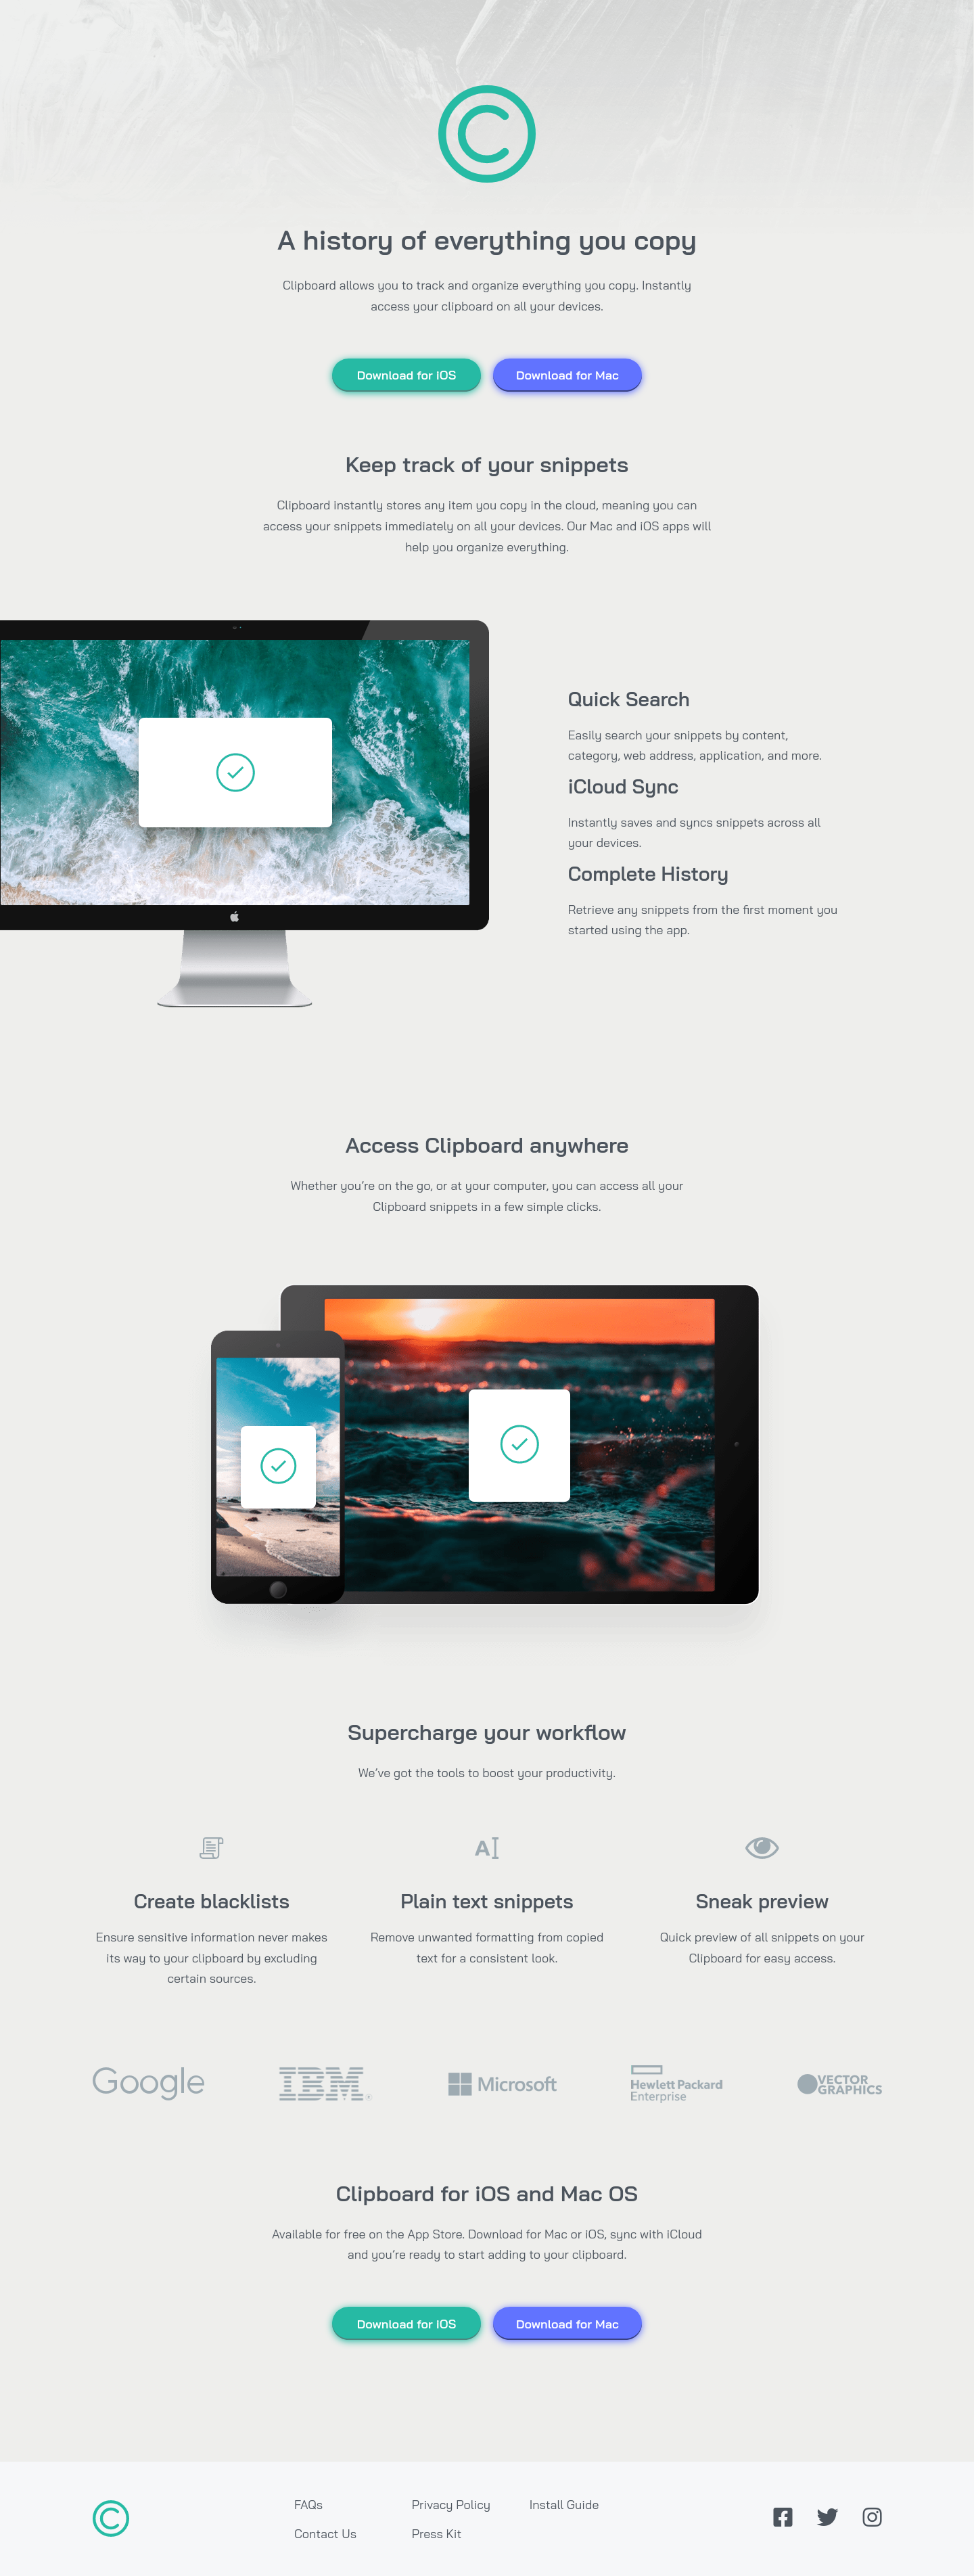 A history of everything you copy
Clipboard allows you to track and organize everything you copy. Instantly
access your clipboard on all your devices.
Download for iOS
Download for Mac
Keep track of your snippets
Clipboard instantly stores any item you copy in the cloud, meaning you can
access your snippets immediately on all your devices. Our Mac and iOS apps will
help you organize everything.
Quick Search
Easily search your snippets by content,
category, web address, application, and more.
iCloud Sync
Instantly saves and syncs snippets across all
your devices.
Complete History
Retrieve any snippets from the first moment you
started using the app.
Access Clipboard anywhere
Whether you’re on the go, or at your computer, you can access all your
Clipboard snippets in a few simple clicks.
Supercharge your workflow
We’ve got the tools to boost your productivity.
Create blacklists
Ensure sensitive information never makes
its way to your clipboard by excluding
certain sources.
Plain text snippets
Remove unwanted formatting from copied
text for a consistent look.
Sneak preview
Quick preview of all snippets on your
Clipboard for easy access.
Google
IBM
Microsoft
Hewlett Packard
Enterprise
VECTOR
GRAPHICS
Clipboard for iOS and Mac OS
Available for free on the App Store. Download for Mac or iOS, sync with iCloud
and you’re ready to start adding to your clipboard.
Download for iOS
Download for Mac
FAQs
Contact Us
Privacy Policy
Press Kit
Install Guide